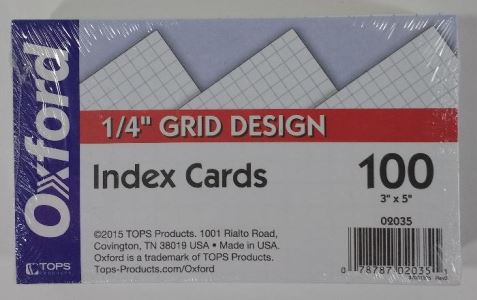 Oxford
1/4" GRID DESIGN
Index Cards
100
3" x 5"
02035
©2015 TOPS Products. 1001 Rialto Road,
Covington, TN 38019 USA • Made in USA.
Oxford is a trademark of TOPS Products.
Tops-Products.com/Oxford
TOPS
PRODUCTS
0 78787 02035 1